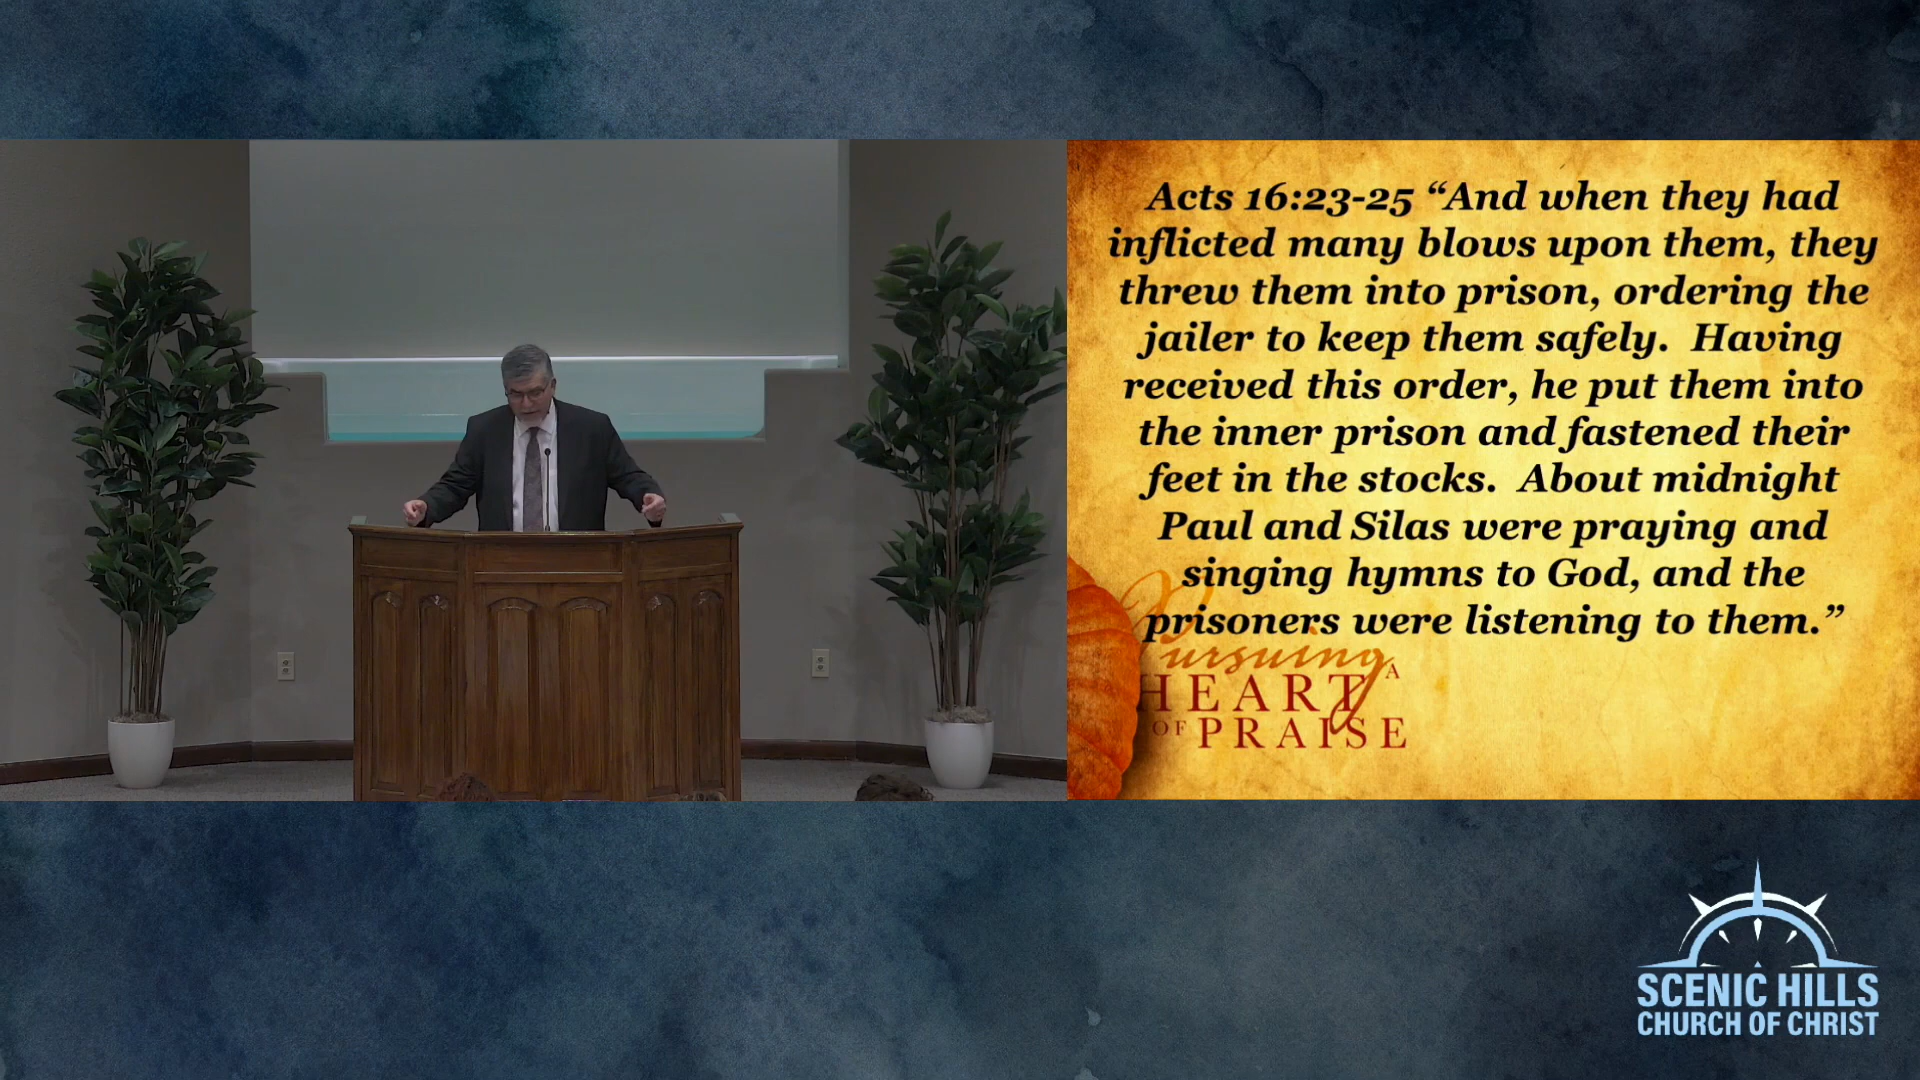 Acts 16:23-25 “And when they had
inflicted many blows upon them, they
threw them into prison, ordering the
jailer to keep them safely.  Having
received this order, he put them into
the inner prison and fastened their
feet in the stocks.  About midnight
Paul and Silas were praying and
singing hymns to God, and the
prisoners were listening to them.”
Pursuing
A
HEART
OF PRAISE
SCENIC HILLS
CHURCH OF CHRIST